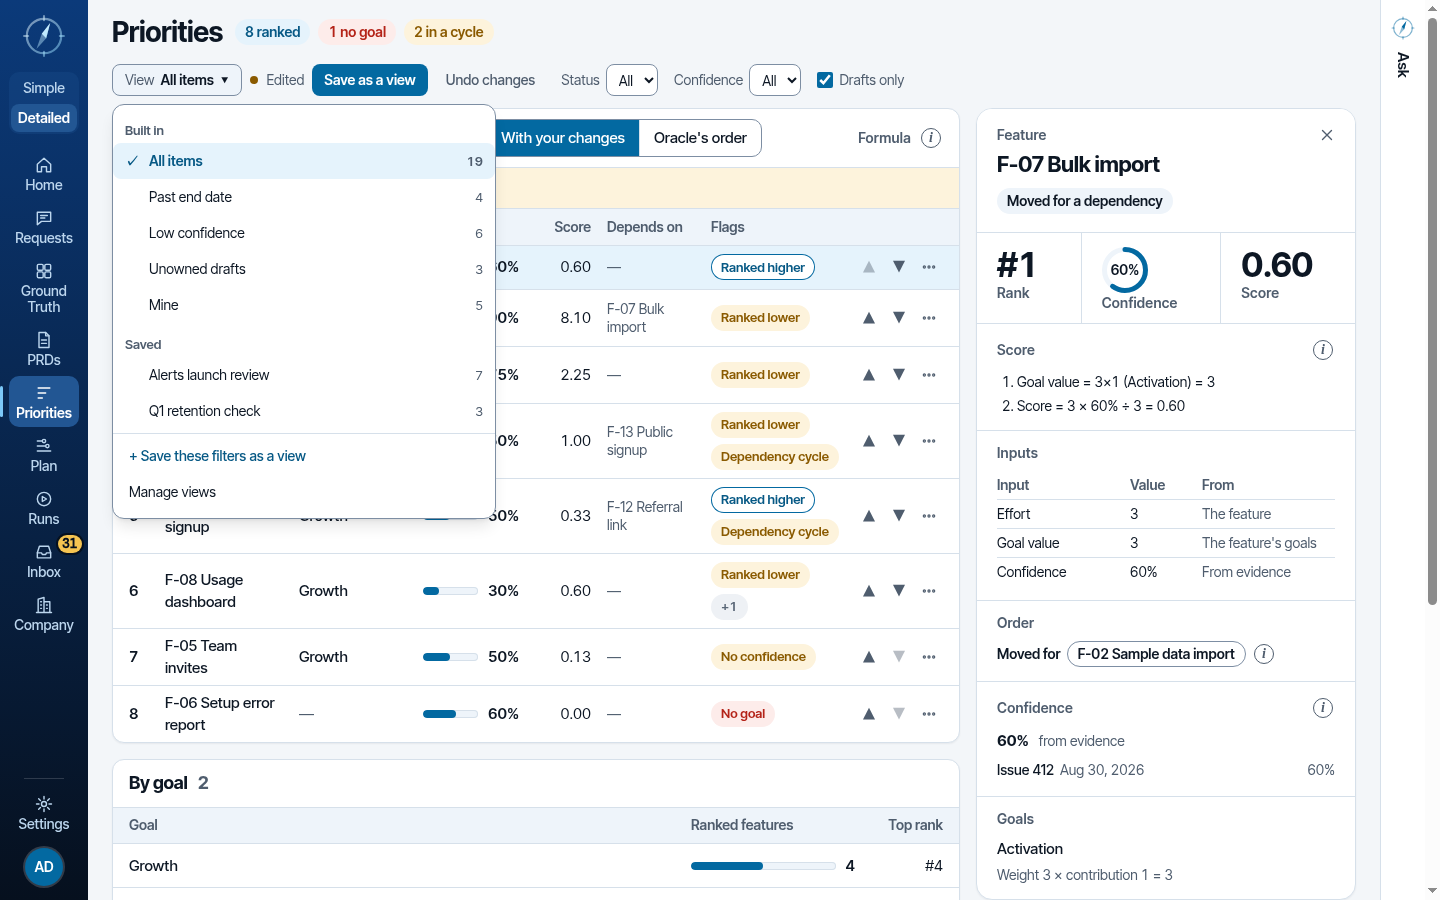 Priorities
8 ranked
1 no goal
2 in a cycle
Simple
Detailed
Home
Requests
Ground
Truth
PRDs
Priorities
Plan
Runs
31
Inbox
Company
Settings
AD
View All items ▼
Edited
Save as a view
Undo changes
Status
All
Confidence
All
Drafts only
Built in
✓ All items 19
Past end date 4
Low confidence 6
Unowned drafts 3
Mine 5
Saved
Alerts launch review 7
Q1 retention check 3
+ Save these filters as a view
Manage views
With your changes
Oracle's order
Formula i
Score Depends on Flags
0.60 — Ranked higher ▲ ▼ •••
8.10 F-07 Bulk
import
Ranked lower ▲ ▼ •••
2.25 — Ranked lower ▲ ▼ •••
1.00 F-13 Public
signup
Ranked lower
Dependency cycle ▲ ▼ •••
signup
0.33 F-12 Referral
link
Ranked higher
Dependency cycle ▲ ▼ •••
6 F-08 Usage
dashboard
Growth 30% 0.60 — Ranked lower
+1 ▲ ▼ •••
7 F-05 Team
invites
Growth 50% 0.13 — No confidence ▲ ▼ •••
8 F-06 Setup error
report
— 60% 0.00 — No goal ▲ ▼ •••
By goal 2
Goal Ranked features Top rank
Growth 4 #4
Feature
F-07 Bulk import
Moved for a dependency
#1
Rank
60%
Confidence
0.60
Score
Score i
1. Goal value = 3×1 (Activation) = 3
2. Score = 3 × 60% ÷ 3 = 0.60
Inputs
Input Value From
Effort 3 The feature
Goal value 3 The feature's goals
Confidence 60% From evidence
Order
Moved for F-02 Sample data import i
Confidence i
60% from evidence
Issue 412 Aug 30, 2026 60%
Goals
Activation
Weight 3 × contribution 1 = 3
Ask